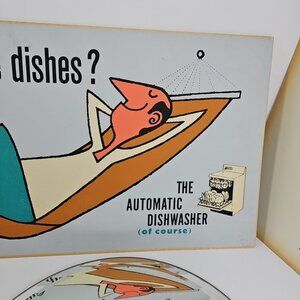 dishes?
THE
AUTOMATIC
DISHWASHER
(of course)